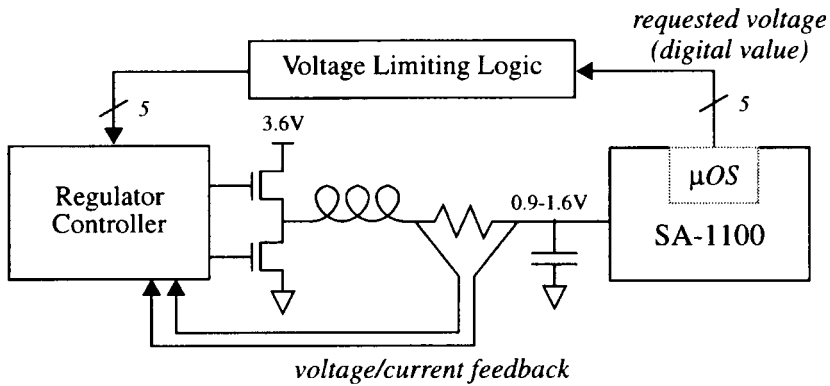 requested voltage
(digital value)
Voltage Limiting Logic
5
5
3.6V
Regulator
Controller
0.9-1.6V
μOS
SA-1100
voltage/current feedback